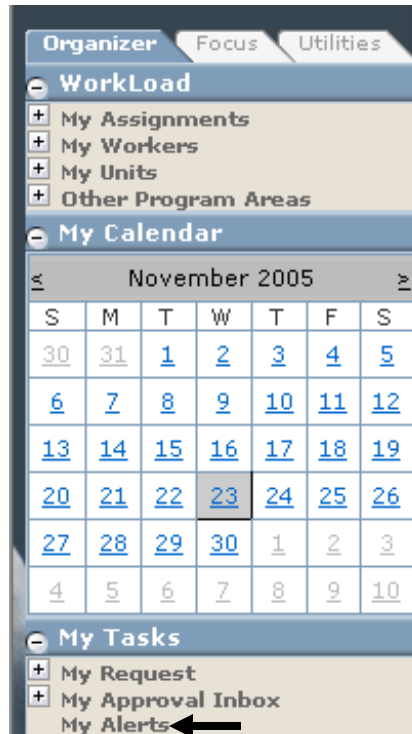 Organizer Focus Utilities
WorkLoad
My Assignments
My Workers
My Units
Other Program Areas
My Calendar
< November 2005 >
S M T W T F S
30 31 1 2 3 4 5
6 7 8 9 10 11 12
13 14 15 16 17 18 19
20 21 22 23 24 25 26
27 28 29 30 1 2 3
4 5 6 7 8 9 10
My Tasks
My Request
My Approval Inbox
My Alerts